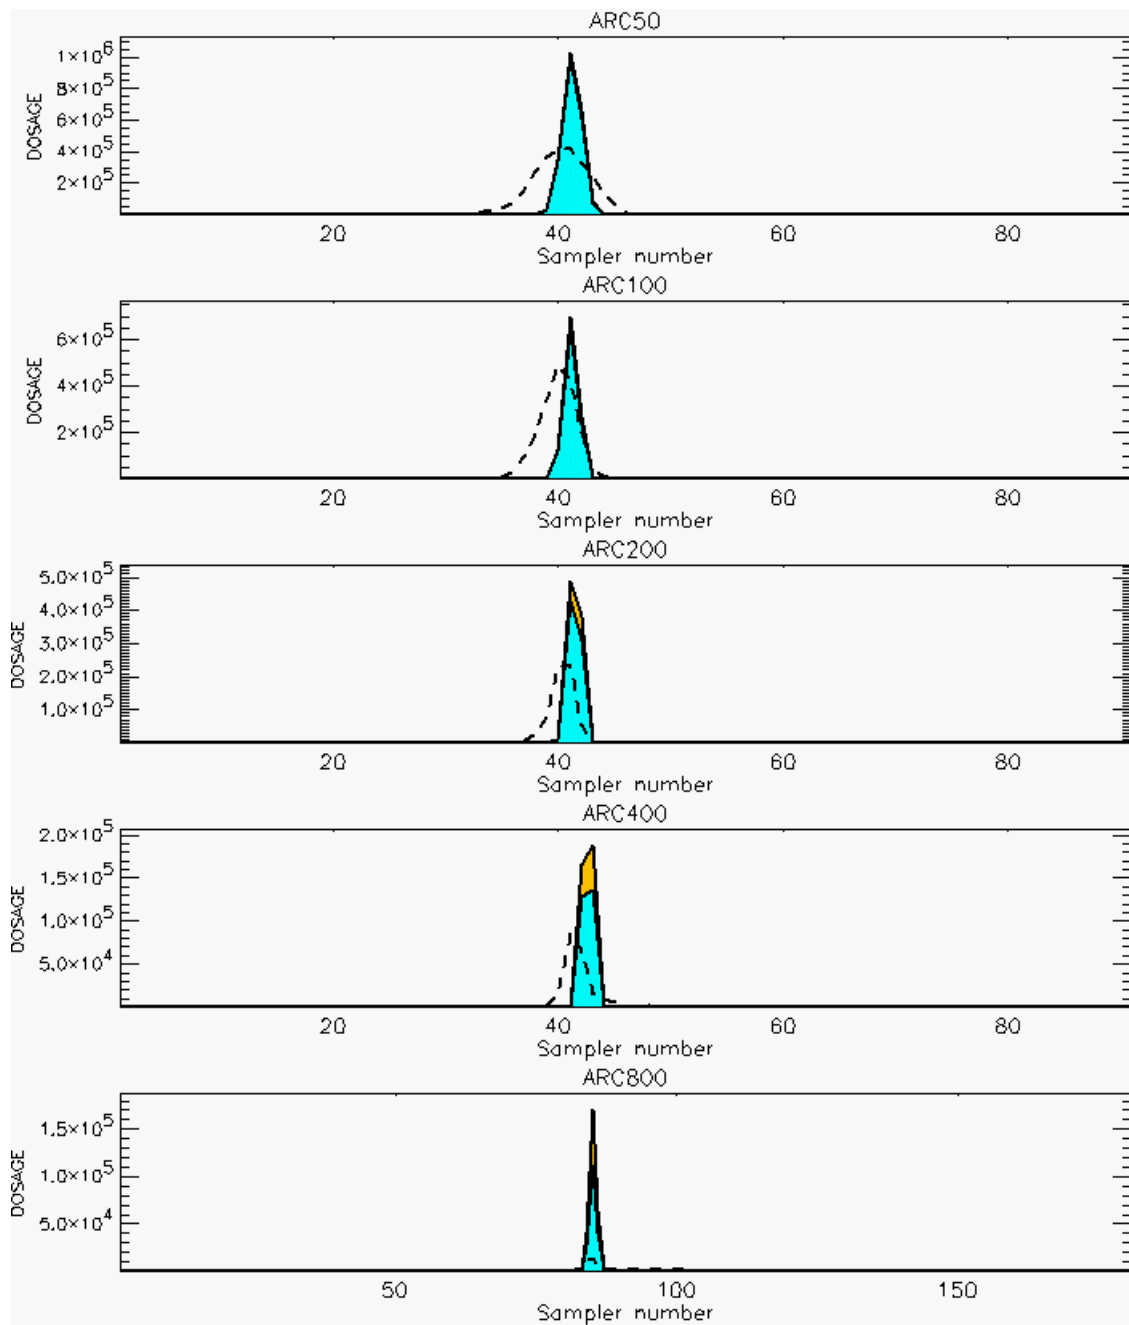 ARC50
1×10^6
8×10^5
6×10^5
4×10^5
2×10^5
DOSAGE
20 40 60 80
Sampler number
ARC100
6×10^5
4×10^5
2×10^5
DOSAGE
20 40 60 80
Sampler number
ARC200
5.0×10^5
4.0×10^5
3.0×10^5
2.0×10^5
1.0×10^5
DOSAGE
20 40 60 80
Sampler number
ARC400
2.0×10^5
1.5×10^5
1.0×10^5
5.0×10^4
DOSAGE
20 40 60 80
Sampler number
ARC800
1.5×10^5
1.0×10^5
5.0×10^4
DOSAGE
50 100 150
Sampler number